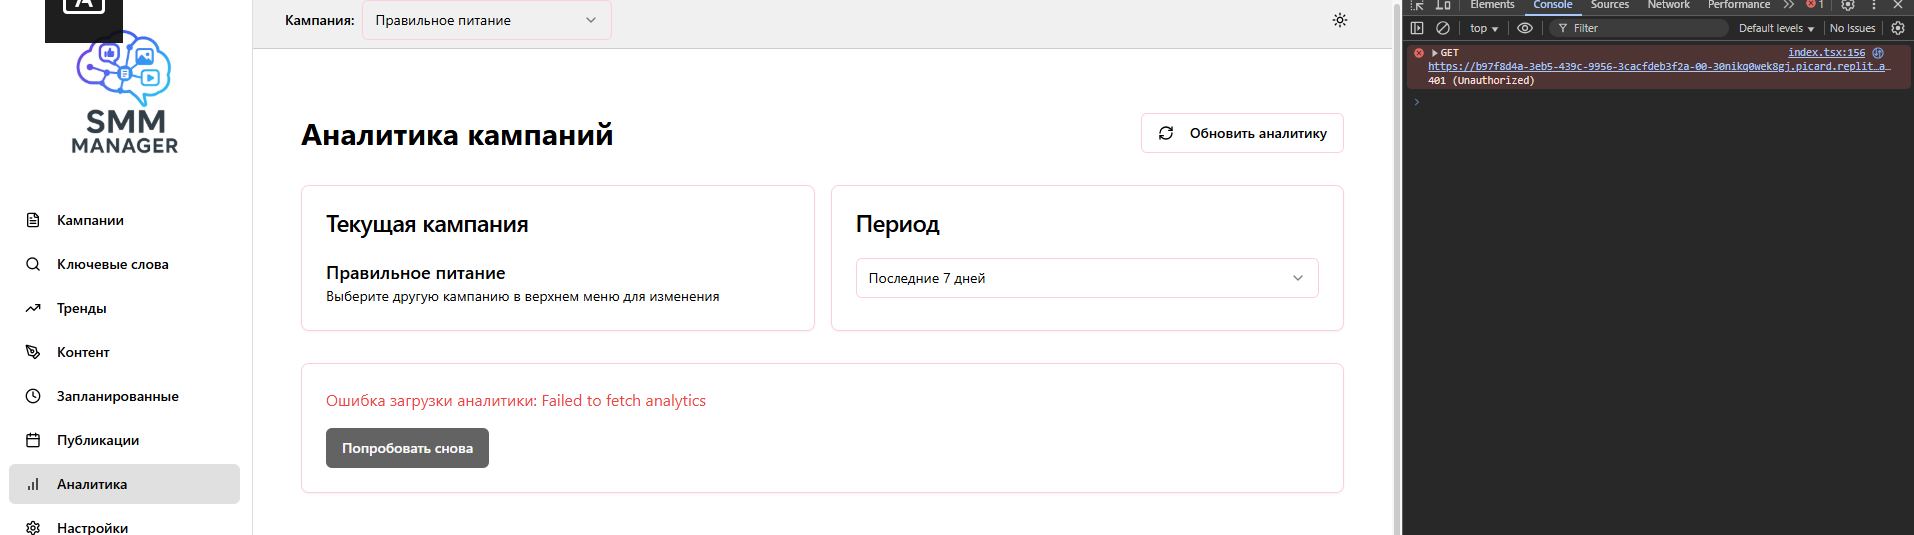 SMM
MANAGER
Кампании
Ключевые слова
Тренды
Контент
Запланированные
Публикации
Аналитика
Настройки
Кампания: Правильное питание
Аналитика кампаний
Обновить аналитику
Текущая кампания
Правильное питание
Выберите другую кампанию в верхнем меню для изменения
Период
Последние 7 дней
Ошибка загрузки аналитики: Failed to fetch analytics
Попробовать снова
Elements Console Sources Network Performance 1
top Filter Default levels No Issues
GET index.tsx:156
https://b97f8d4a-3eb5-439c-9956-3cacfdeb3f2a-00-30nikq0wek8gj.picard.replit…a…
401 (Unauthorized)